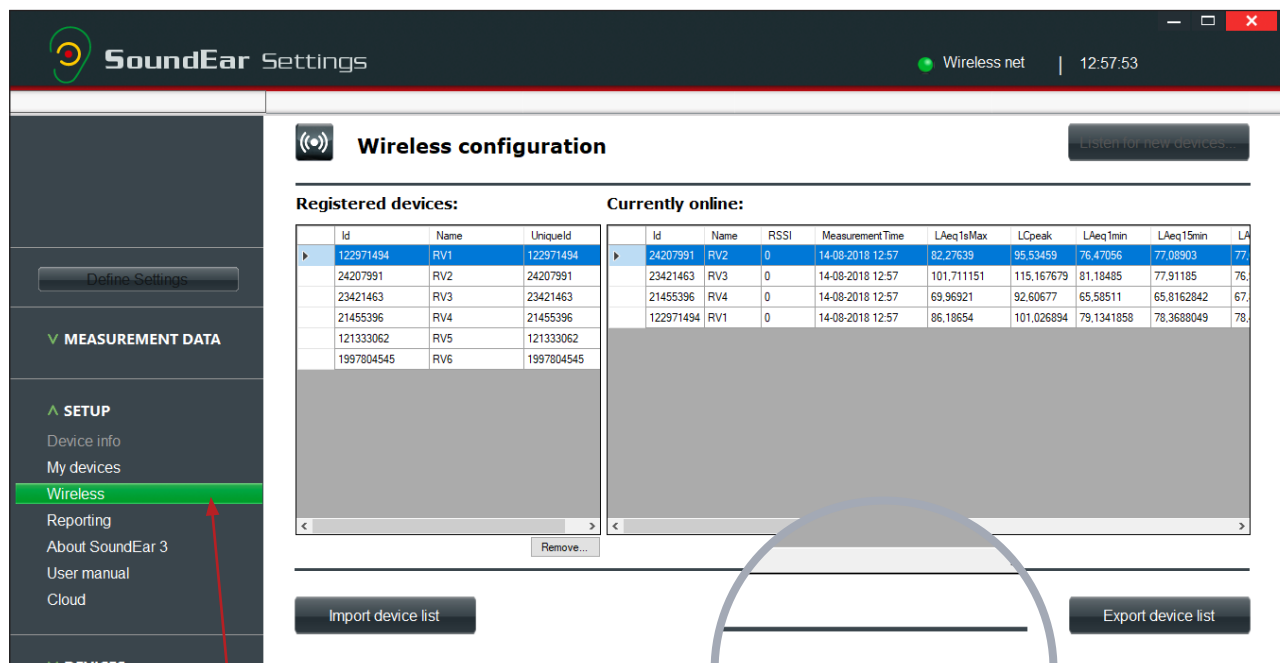 SoundEar Settings
Wireless net | 12:57:53
Wireless configuration
Listen for new devices...
Registered devices:
Currently online:
Id Name UniqueId
122971494 RV1 122971494
24207991 RV2 24207991
23421463 RV3 23421463
21455396 RV4 21455396
121333062 RV5 121333062
1997804545 RV6 1997804545
Remove...
Id Name RSSI MeasurementTime LAeq1sMax LCpeak LAeq1min LAeq15min LA
24207991 RV2 0 14-08-2018 12:57 82,27639 95,53459 76,47056 77,08903 77,
23421463 RV3 0 14-08-2018 12:57 101,711151 115,167679 81,18485 77,91185 76,
21455396 RV4 0 14-08-2018 12:57 69,96921 92,60677 65,58511 65,8162842 67,
122971494 RV1 0 14-08-2018 12:57 86,18654 101,026894 79,1341858 78,3688049 78,
Define Settings
MEASUREMENT DATA
SETUP
Device info
My devices
Wireless
Reporting
About SoundEar 3
User manual
Cloud
Import device list
Export device list